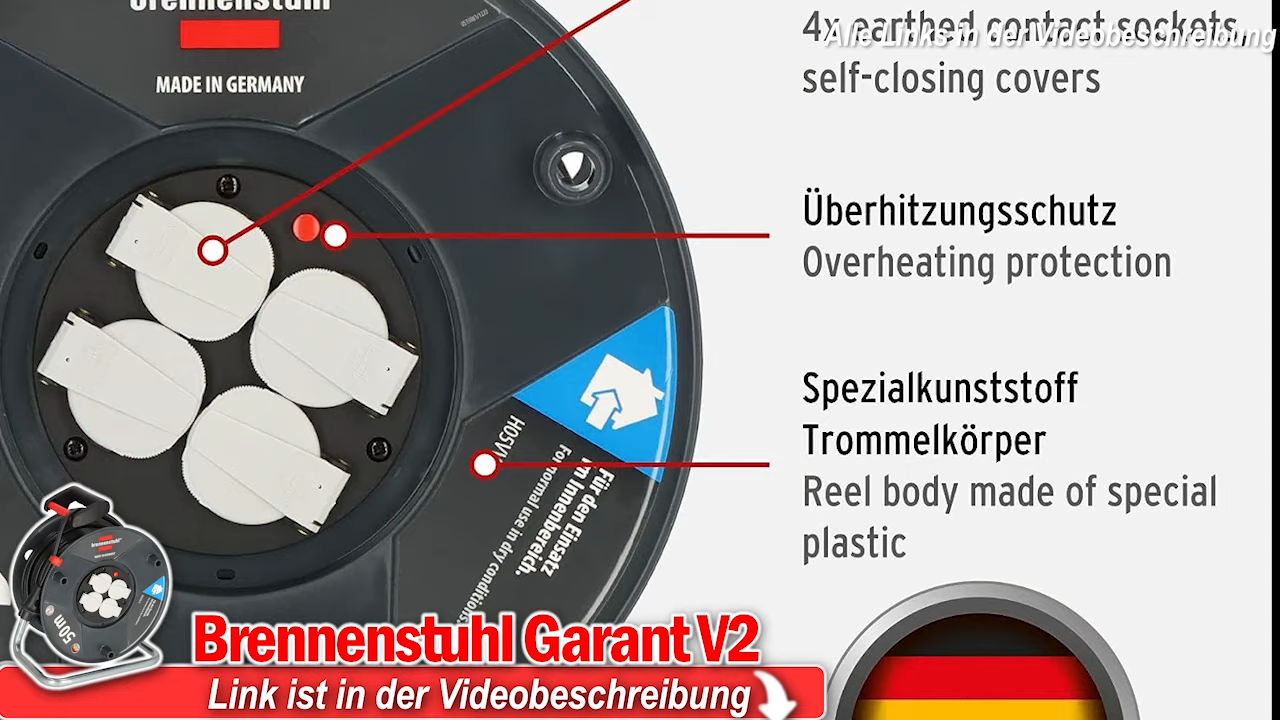 brennenstuhl
MADE IN GERMANY
4x earthed contact sockets,
self-closing covers
Alle Links in der Videobeschreibung
Überhitzungsschutz
Overheating protection
Spezialkunststoff
Trommelkörper
Reel body made of special
plastic
Für den Einsatz
im Innenbereich.
For normal use in dry conditions.
H05VV
brennenstuhl
50m
Brennenstuhl Garant V2
Link ist in der Videobeschreibung